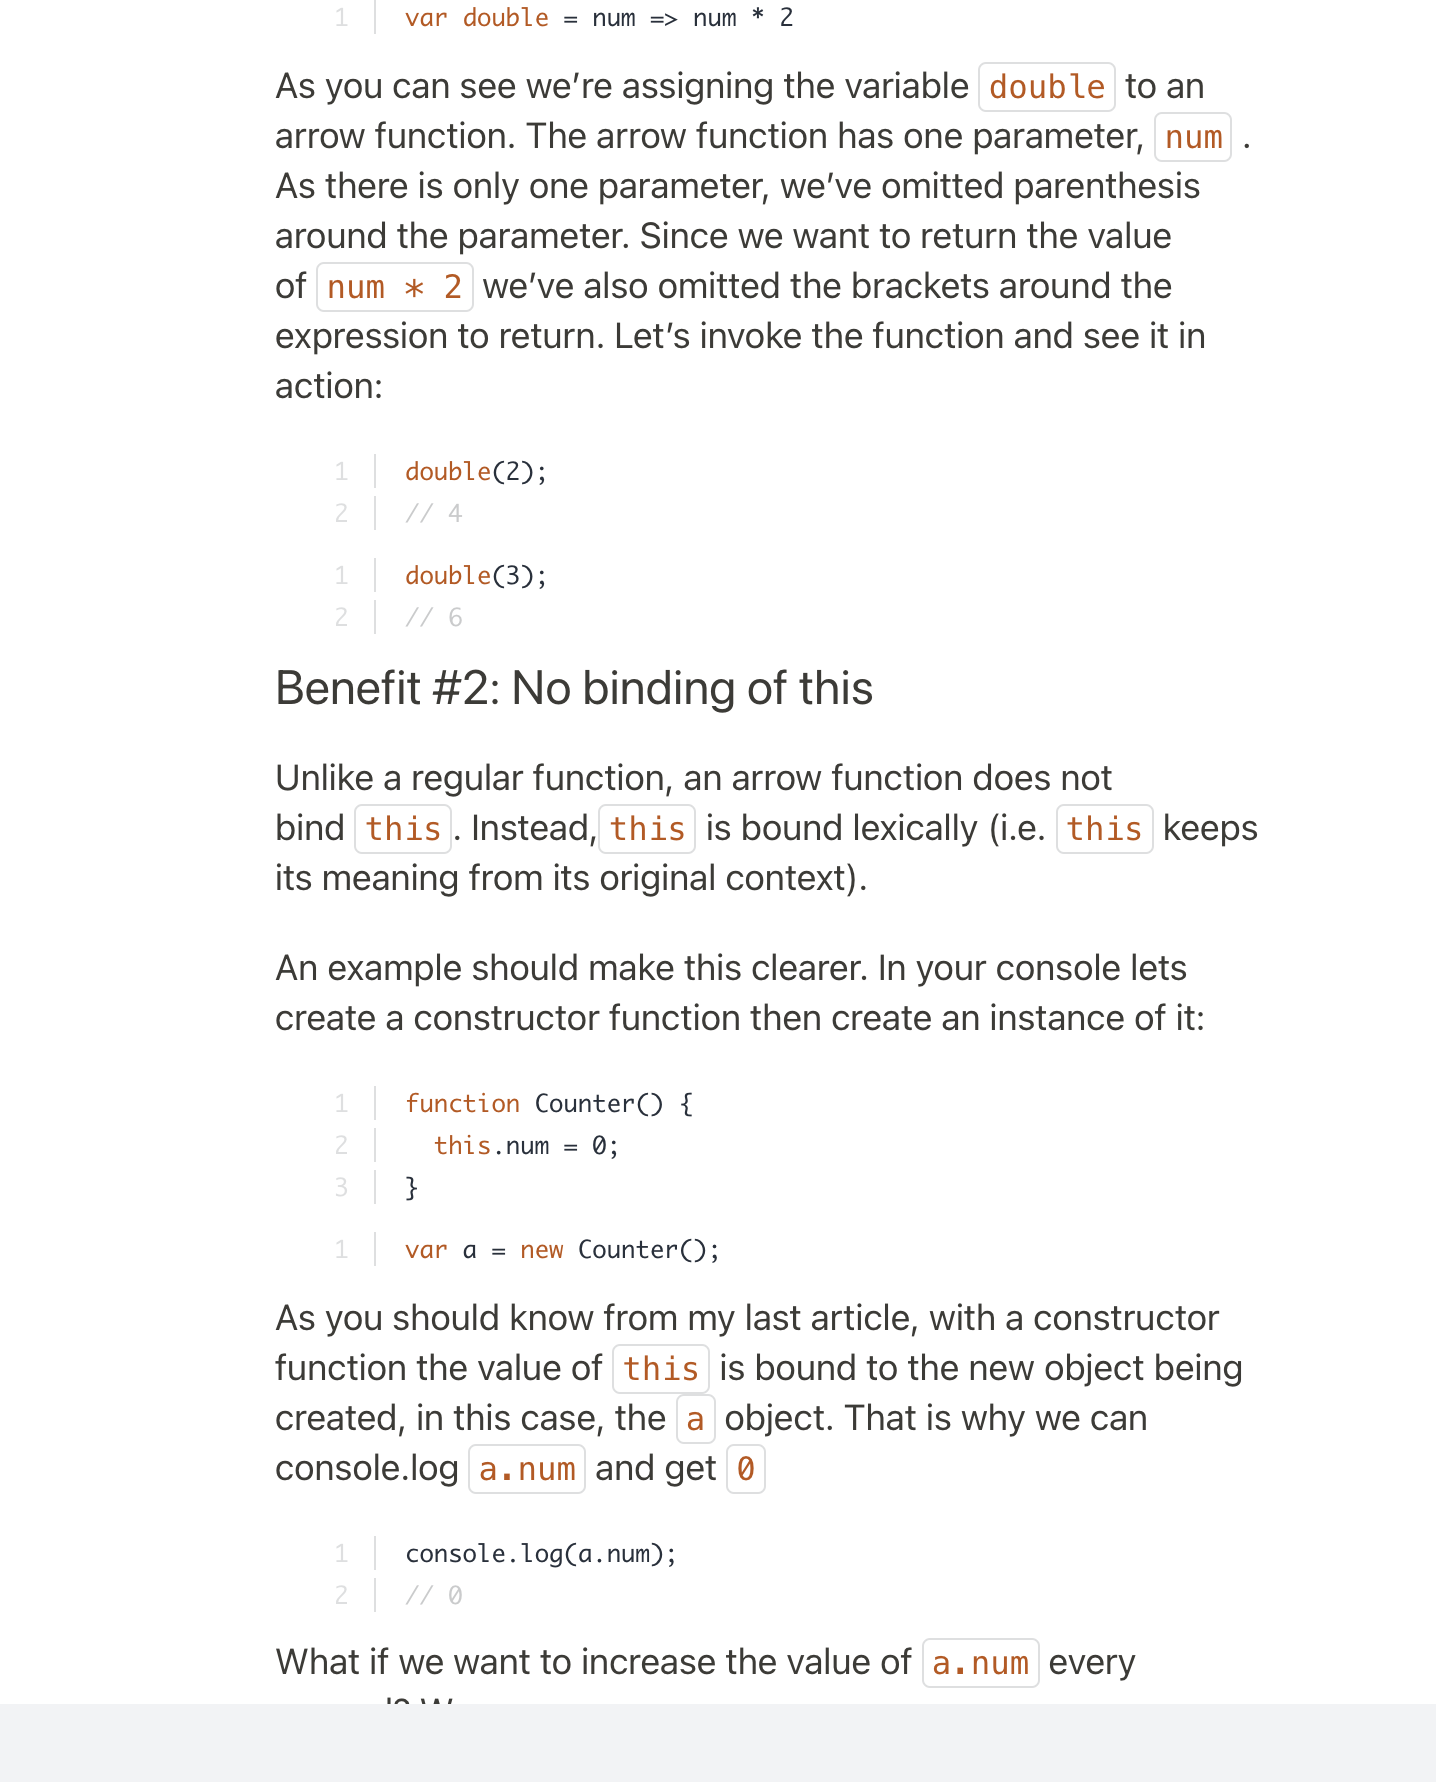 1 var double = num => num * 2
As you can see we’re assigning the variable double to an
arrow function. The arrow function has one parameter, num .
As there is only one parameter, we’ve omitted parenthesis
around the parameter. Since we want to return the value
of num * 2 we’ve also omitted the brackets around the
expression to return. Let’s invoke the function and see it in
action:
1 double(2);
2 // 4
1 double(3);
2 // 6
Benefit #2: No binding of this
Unlike a regular function, an arrow function does not
bind this. Instead, this is bound lexically (i.e. this keeps
its meaning from its original context).
An example should make this clearer. In your console lets
create a constructor function then create an instance of it:
1 function Counter() {
2 this.num = 0;
3 }
1 var a = new Counter();
As you should know from my last article, with a constructor
function the value of this is bound to the new object being
created, in this case, the a object. That is why we can
console.log a.num and get 0
1 console.log(a.num);
2 // 0
What if we want to increase the value of a.num every